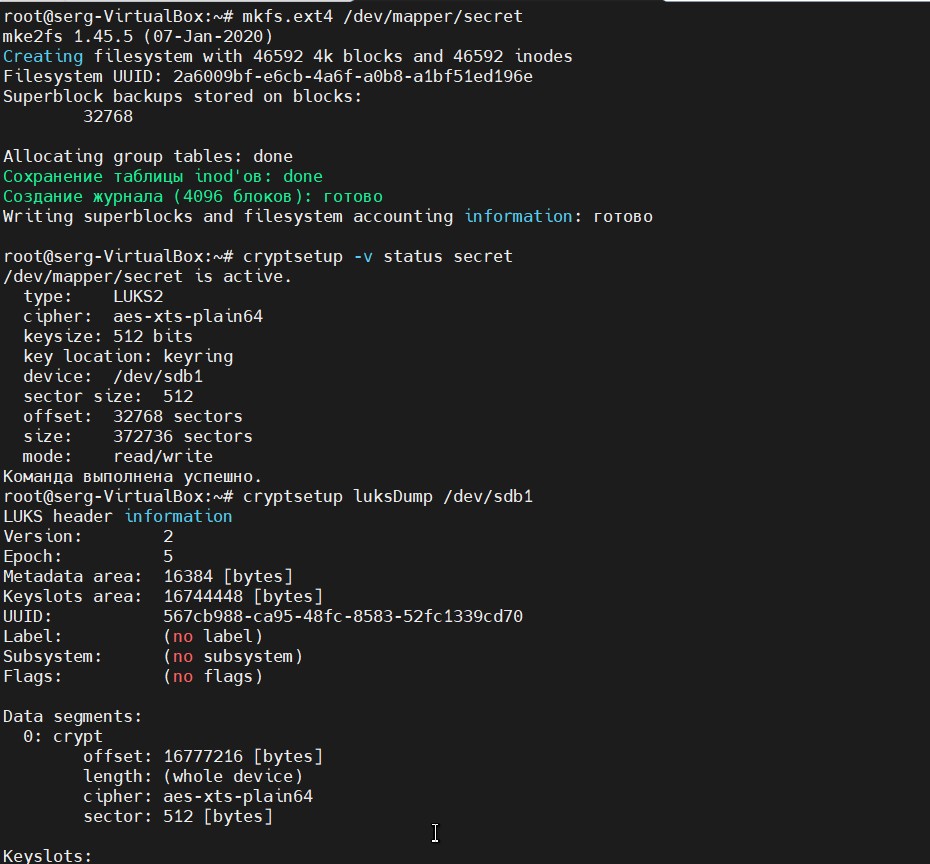 root@serg-VirtualBox:~# mkfs.ext4 /dev/mapper/secret
mke2fs 1.45.5 (07-Jan-2020)
Creating filesystem with 46592 4k blocks and 46592 inodes
Filesystem UUID: 2a6009bf-e6cb-4a6f-a0b8-a1bf51ed196e
Superblock backups stored on blocks:
32768
Allocating group tables: done
Сохранение таблицы inod'ов: done
Создание журнала (4096 блоков): готово
Writing superblocks and filesystem accounting information: готово
root@serg-VirtualBox:~# cryptsetup -v status secret
/dev/mapper/secret is active.
type: LUKS2
cipher: aes-xts-plain64
keysize: 512 bits
key location: keyring
device: /dev/sdb1
sector size: 512
offset: 32768 sectors
size: 372736 sectors
mode: read/write
Команда выполнена успешно.
root@serg-VirtualBox:~# cryptsetup luksDump /dev/sdb1
LUKS header information
Version: 2
Epoch: 5
Metadata area: 16384 [bytes]
Keyslots area: 16744448 [bytes]
UUID: 567cb988-ca95-48fc-8583-52fc1339cd70
Label: (no label)
Subsystem: (no subsystem)
Flags: (no flags)
Data segments:
0: crypt
offset: 16777216 [bytes]
length: (whole device)
cipher: aes-xts-plain64
sector: 512 [bytes]
Keyslots: